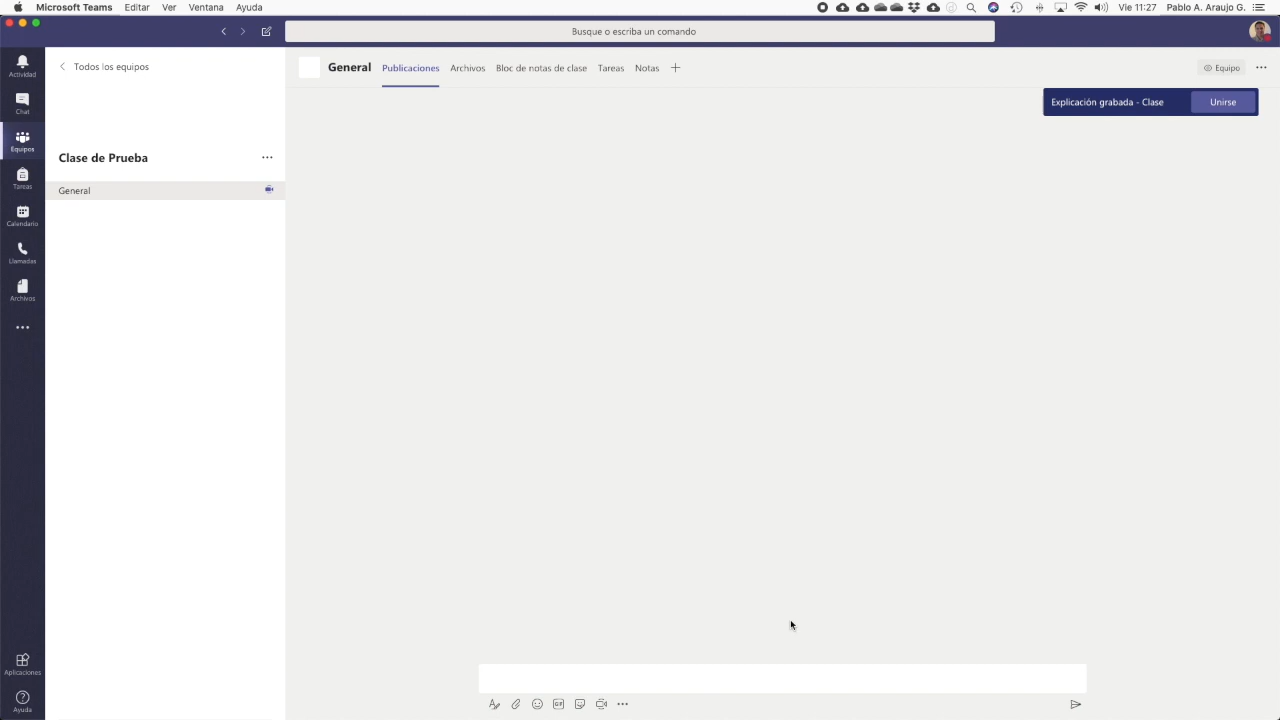 Microsoft Teams Editar Ver Ventana Ayuda Vie 11:27 Pablo A. Araujo G.
Busque o escriba un comando
Actividad
Chat
Equipos
Tareas
Calendario
Llamadas
Archivos
Aplicaciones
Ayuda
Todos los equipos
Clase de Prueba
General
General Publicaciones Archivos Bloc de notas de clase Tareas Notas Equipo
Explicación grabada - Clase Unirse
GIF